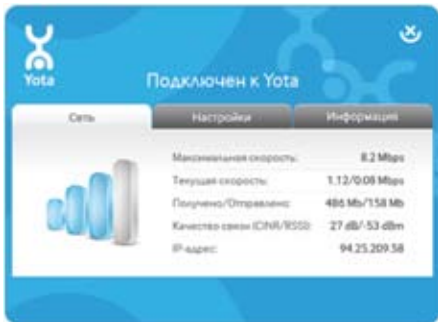 Yota
Подключен к Yota
Сеть Настройки Информация
Максимальная скорость: 8.2 Mbps
Текущая скорость: 1.12/0.08 Mbps
Получено/Отправлено: 486 Mb/158 Mb
Качество связи (CINR/RSSI): 27 db/-53 dBm
IP-адрес: 94.25.209.58